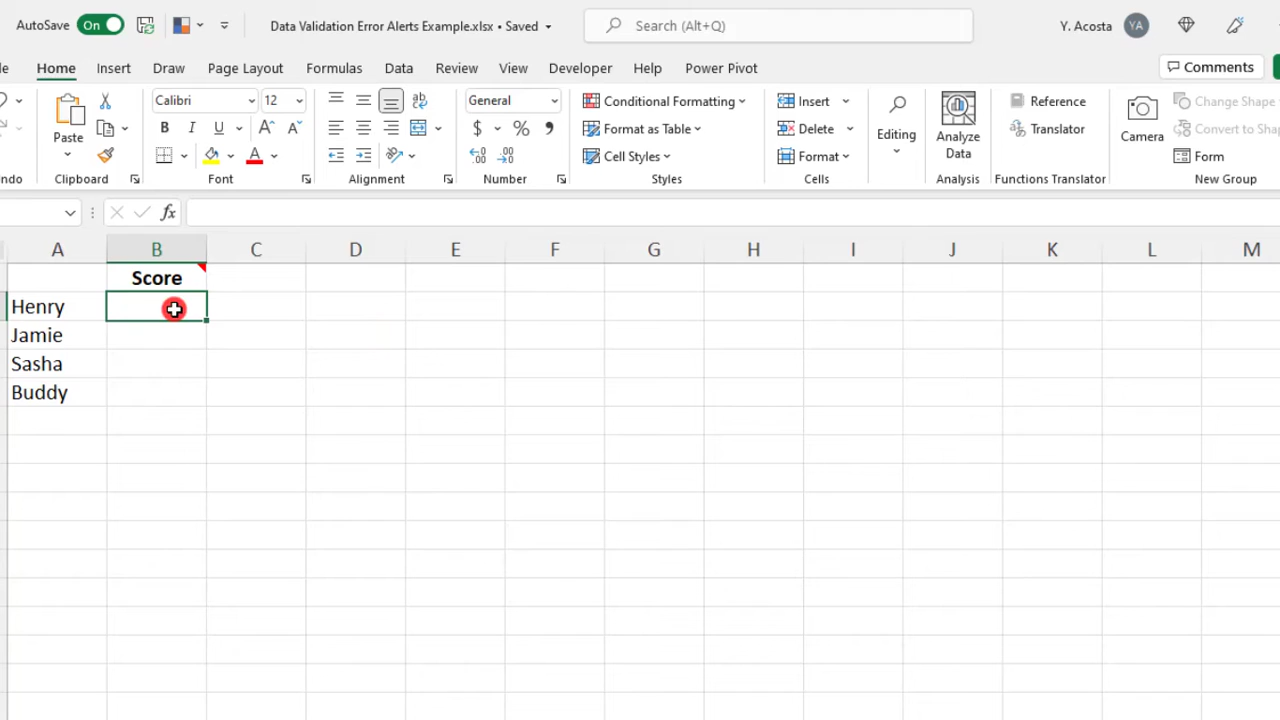 AutoSave On Data Validation Error Alerts Example.xlsx • Saved Search (Alt+Q) Y. Acosta YA
Home Insert Draw Page Layout Formulas Data Review View Developer Help Power Pivot Comments
Paste
Clipboard
Calibri 12
B I U A A
A
Font
ab
Alignment
General
$ % 9
Number
Conditional Formatting
Format as Table
Cell Styles
Styles
Insert
Delete
Format
Cells
Editing
Analyze
Data
Analysis
Reference
Translator
Functions Translator
Camera
Change Shape
Convert to
Form
New Group
fx
A B C D E F G H I J K L M
Score
Henry
Jamie
Sasha
Buddy